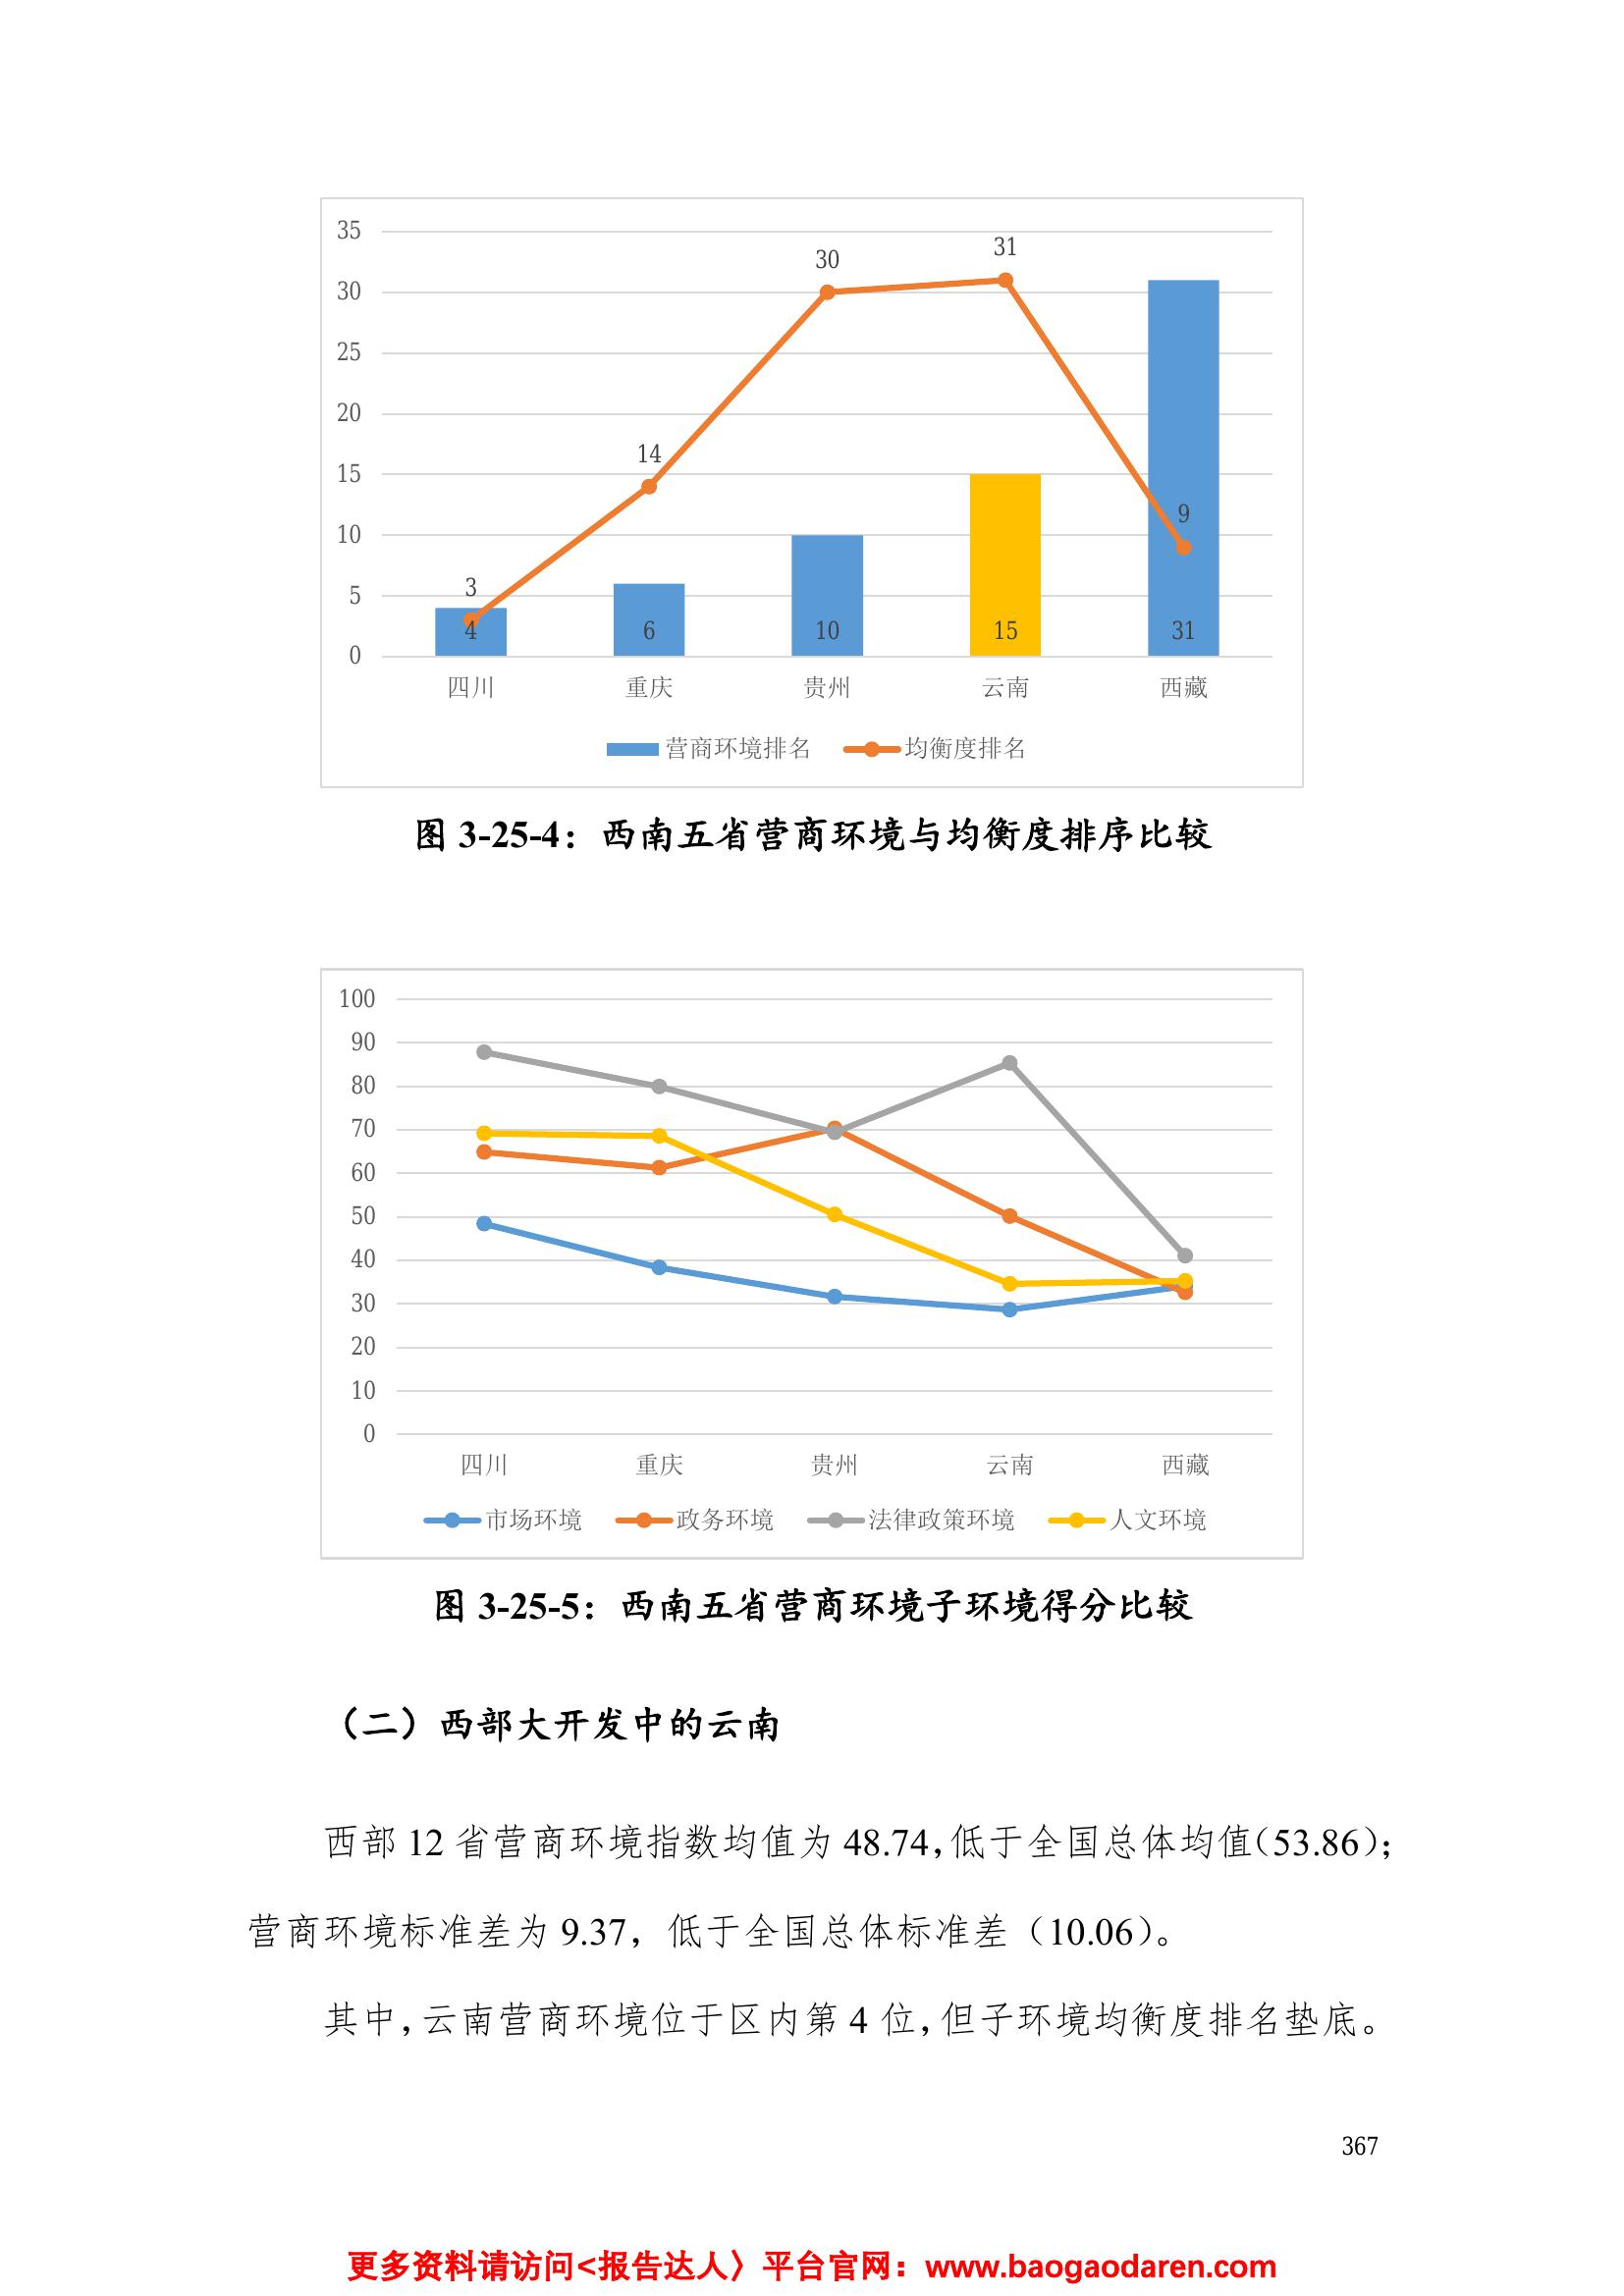 35
30
25
20
15
10
5
0
3
14
30
31
9
4
6
10
15
31
四川 重庆 贵州 云南 西藏
营商环境排名 均衡度排名
图 3-25-4：西南五省营商环境与均衡度排序比较
100
90
80
70
60
50
40
30
20
10
0
四川 重庆 贵州 云南 西藏
市场环境 政务环境 法律政策环境 人文环境
图 3-25-5：西南五省营商环境子环境得分比较
（二）西部大开发中的云南
西部 12 省营商环境指数均值为 48.74，低于全国总体均值（53.86）；
营商环境标准差为 9.37，低于全国总体标准差（10.06）。
其中，云南营商环境位于区内第 4 位，但子环境均衡度排名垫底。
367
更多资料请访问<报告达人〉平台官网：www.baogaodaren.com